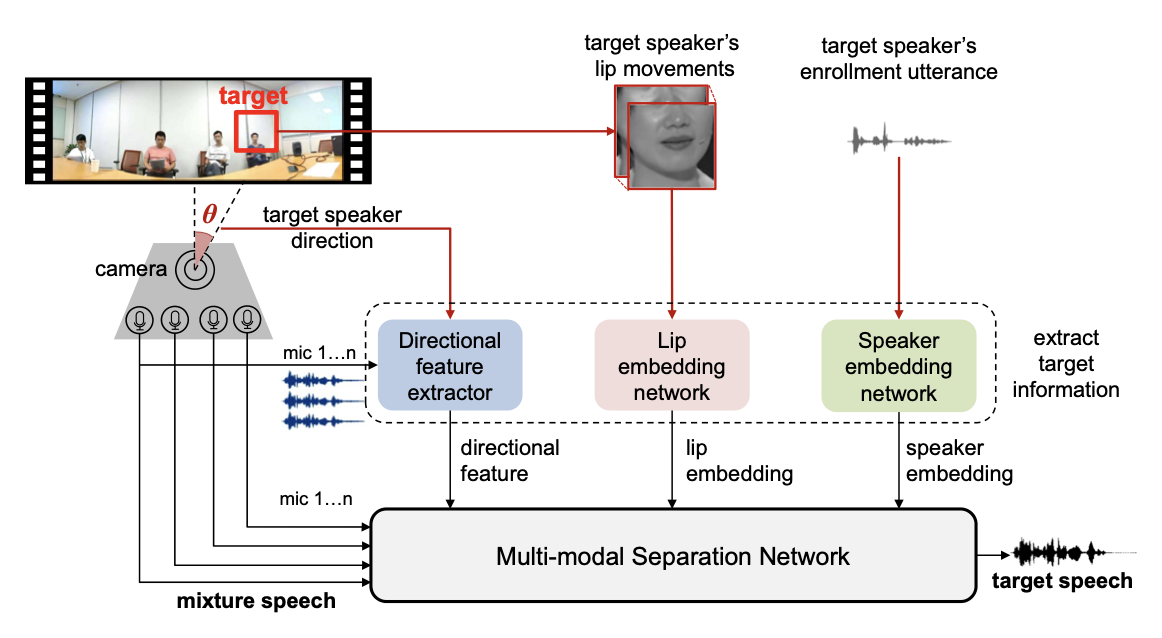 target speaker's
lip movements
target speaker's
enrollment utterance
target
θ
target speaker
direction
camera
mic 1...n
Directional
feature
extractor
Lip
embedding
network
Speaker
embedding
network
extract
target
information
directional
feature
lip
embedding
speaker
embedding
mic 1...n
Multi-modal Separation Network
mixture speech
target speech